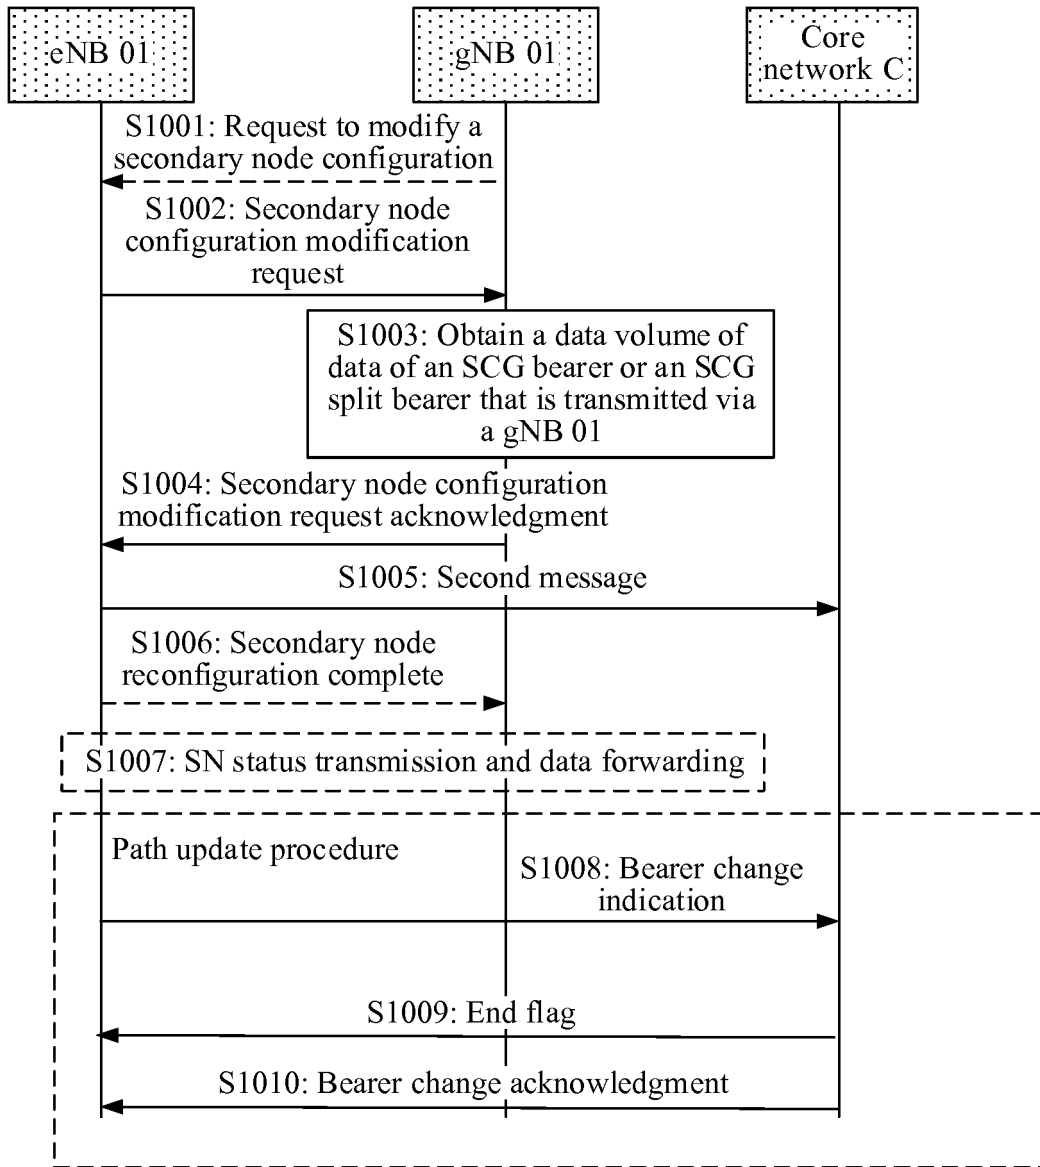 eNB 01
gNB 01
Core
network C
S1001: Request to modify a
secondary node configuration
S1002: Secondary node
configuration modification
request
S1003: Obtain a data volume of
data of an SCG bearer or an SCG
split bearer that is transmitted via
a gNB 01
S1004: Secondary node configuration
modification request acknowledgment
S1005: Second message
S1006: Secondary node
reconfiguration complete
S1007: SN status transmission and data forwarding
Path update procedure
S1008: Bearer change
indication
S1009: End flag
S1010: Bearer change acknowledgment